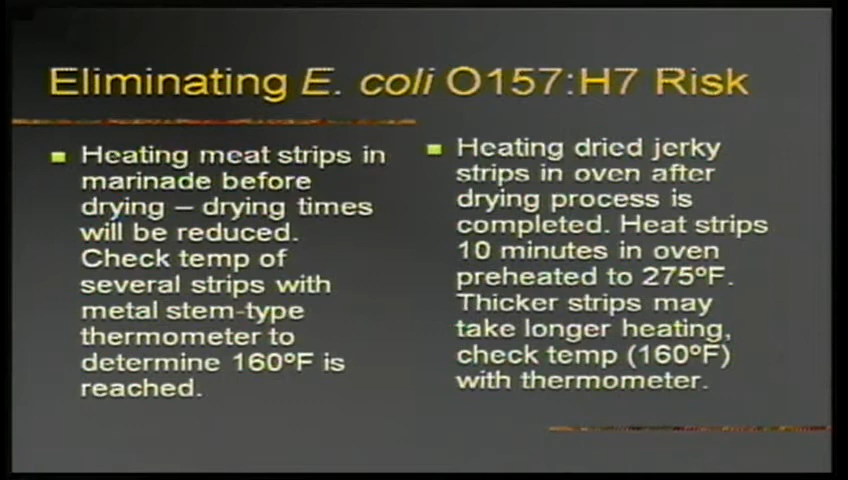 Eliminating E. coli O157:H7 Risk
Heating meat strips in
marinade before
drying – drying times
will be reduced.
Check temp of
several strips with
metal stem-type
thermometer to
determine 160ºF is
reached.
Heating dried jerky
strips in oven after
drying process is
completed. Heat strips
10 minutes in oven
preheated to 275ºF.
Thicker strips may
take longer heating,
check temp (160ºF)
with thermometer.